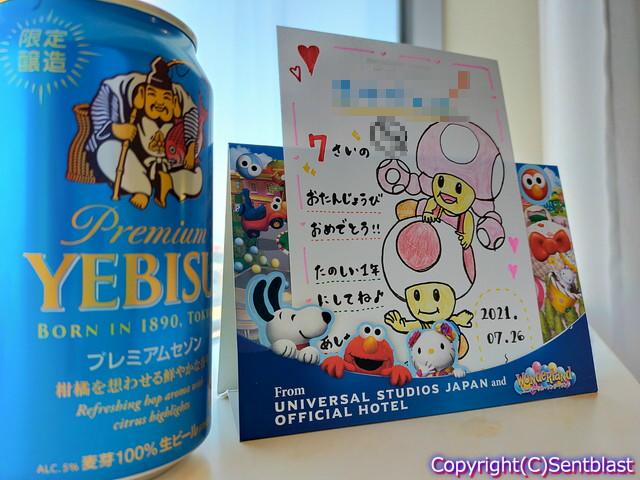 限定
醸造
Premium
YEBISU
BORN IN 1890, TOKYO
プレミアムセゾン
柑橘を想わせる鮮やかな
Refreshing hop aroma with
citrus highlights
ALC.5% 麦芽100% 生ビール
7さいの
おたんじょうび
おめでとう!!
たのしい1年
にしてね♪
2021.
07.26
~
From
UNIVERSAL STUDIOS JAPAN and
OFFICIAL HOTEL
WONDERLAND
Copyright(C)Sentblast